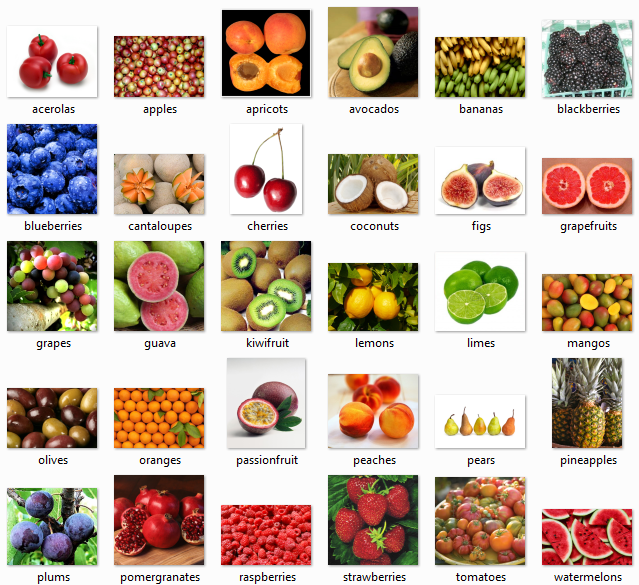 acerolas
apples
apricots
avocados
bananas
blackberries
blueberries
cantaloupes
cherries
coconuts
figs
grapefruits
grapes
guava
kiwifruit
lemons
limes
mangos
olives
oranges
passionfruit
peaches
pears
pineapples
plums
pomergranates
raspberries
strawberries
tomatoes
watermelons